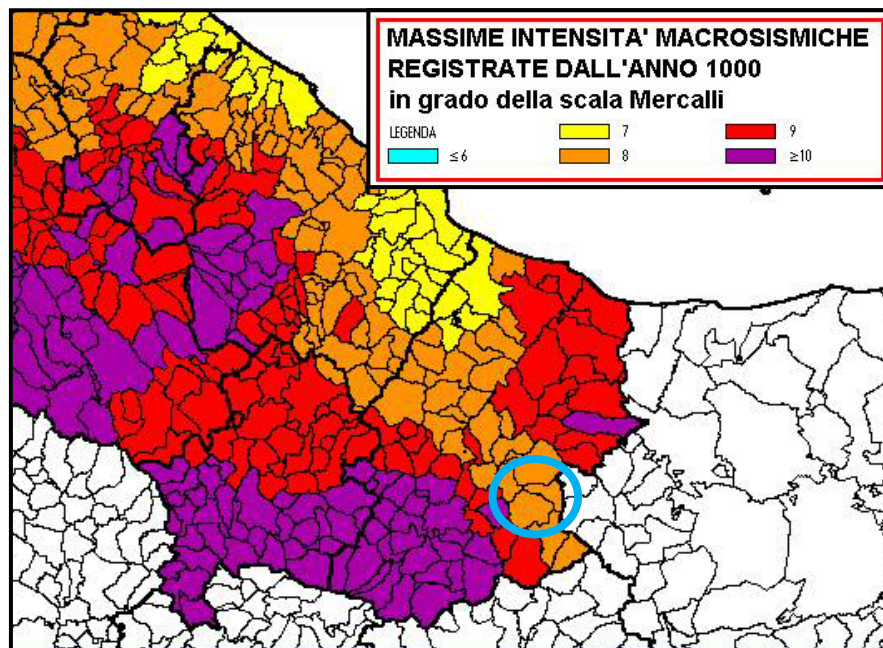 MASSIME INTENSITA' MACROSISMICHE
REGISTRATE DALL'ANNO 1000
in grado della scala Mercalli
LEGENDA
≤ 6
7
8
9
≥10